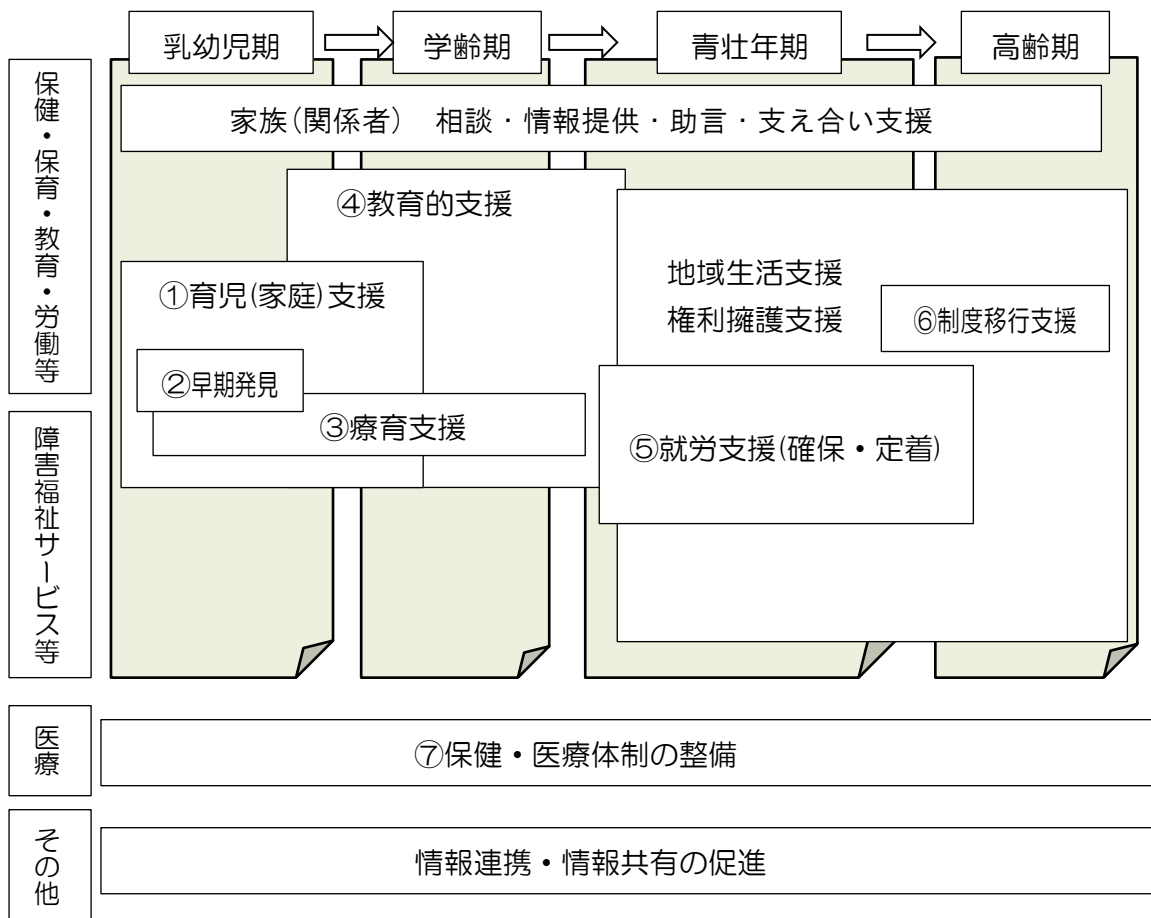 乳幼児期
学齢期
青壮年期
高齢期
保健・保育・教育・労働等
家族(関係者)　相談・情報提供・助言・支え合い支援
④教育的支援
①育児(家庭)支援
地域生活支援
権利擁護支援
⑥制度移行支援
②早期発見
③療育支援
⑤就労支援(確保・定着)
障害福祉サービス等
医療
⑦保健・医療体制の整備
その他
情報連携・情報共有の促進